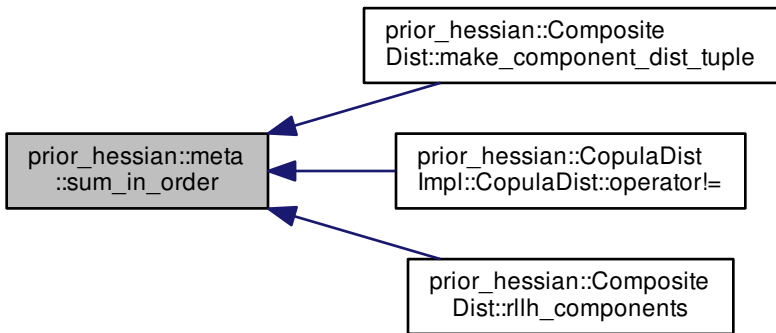 prior_hessian::Composite
Dist::make_component_dist_tuple
prior_hessian::meta
::sum_in_order
prior_hessian::CopulaDist
Impl::CopulaDist::operator!=
prior_hessian::Composite
Dist::rllh_components